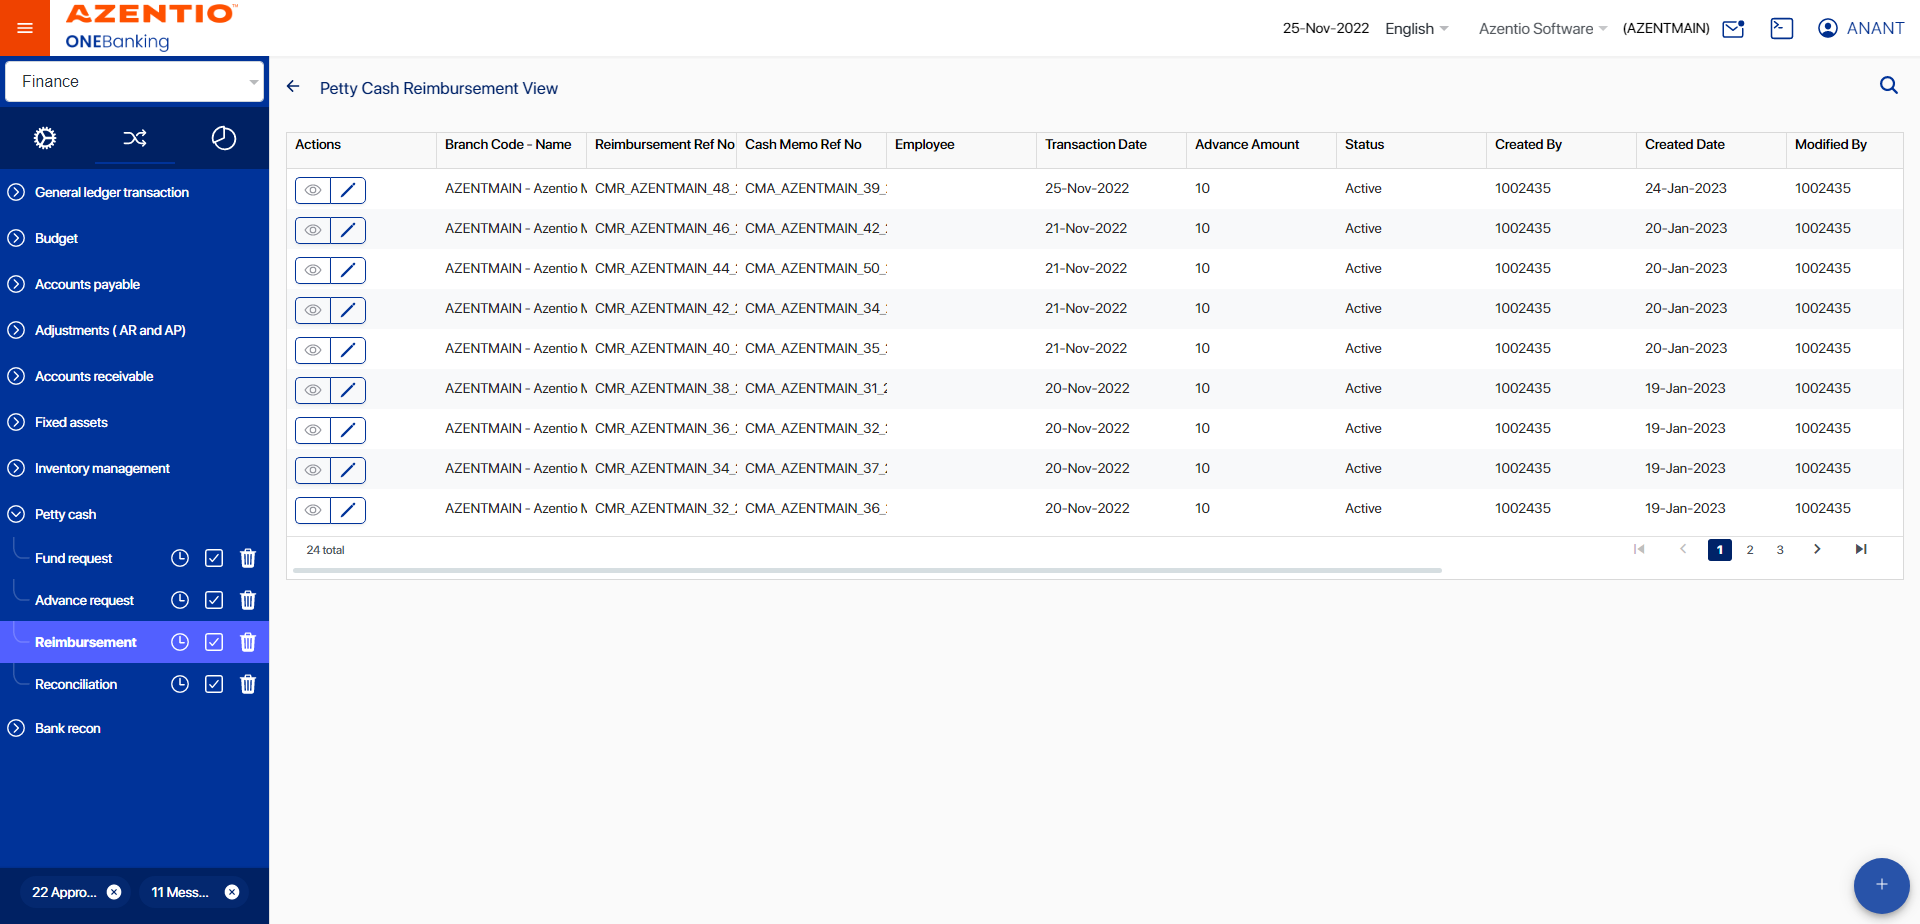 AZENTIO™
ONEBanking
25-Nov-2022 English Azentio Software (AZENTMAIN) ANANT
Finance
General ledger transaction
Budget
Accounts payable
Adjustments ( AR and AP)
Accounts receivable
Fixed assets
Inventory management
Petty cash
Fund request
Advance request
Reimbursement
Reconciliation
Bank recon
22 Appro...
11 Mess...
Petty Cash Reimbursement View
Actions Branch Code - Name Reimbursement Ref No Cash Memo Ref No Employee Transaction Date Advance Amount Status Created By Created Date Modified By
AZENTMAIN - Azentio M CMR_AZENTMAIN_48_ CMA_AZENTMAIN_39_ 25-Nov-2022 10 Active 1002435 24-Jan-2023 1002435
AZENTMAIN - Azentio M CMR_AZENTMAIN_46_ CMA_AZENTMAIN_42_ 21-Nov-2022 10 Active 1002435 20-Jan-2023 1002435
AZENTMAIN - Azentio M CMR_AZENTMAIN_44_ CMA_AZENTMAIN_50_ 21-Nov-2022 10 Active 1002435 20-Jan-2023 1002435
AZENTMAIN - Azentio M CMR_AZENTMAIN_42_ CMA_AZENTMAIN_34_ 21-Nov-2022 10 Active 1002435 20-Jan-2023 1002435
AZENTMAIN - Azentio M CMR_AZENTMAIN_40_ CMA_AZENTMAIN_35_ 21-Nov-2022 10 Active 1002435 20-Jan-2023 1002435
AZENTMAIN - Azentio M CMR_AZENTMAIN_38_ CMA_AZENTMAIN_31_2 20-Nov-2022 10 Active 1002435 19-Jan-2023 1002435
AZENTMAIN - Azentio M CMR_AZENTMAIN_36_ CMA_AZENTMAIN_32_ 20-Nov-2022 10 Active 1002435 19-Jan-2023 1002435
AZENTMAIN - Azentio M CMR_AZENTMAIN_34_ CMA_AZENTMAIN_37_ 20-Nov-2022 10 Active 1002435 19-Jan-2023 1002435
AZENTMAIN - Azentio M CMR_AZENTMAIN_32_ CMA_AZENTMAIN_36_ 20-Nov-2022 10 Active 1002435 19-Jan-2023 1002435
24 total
1 2 3